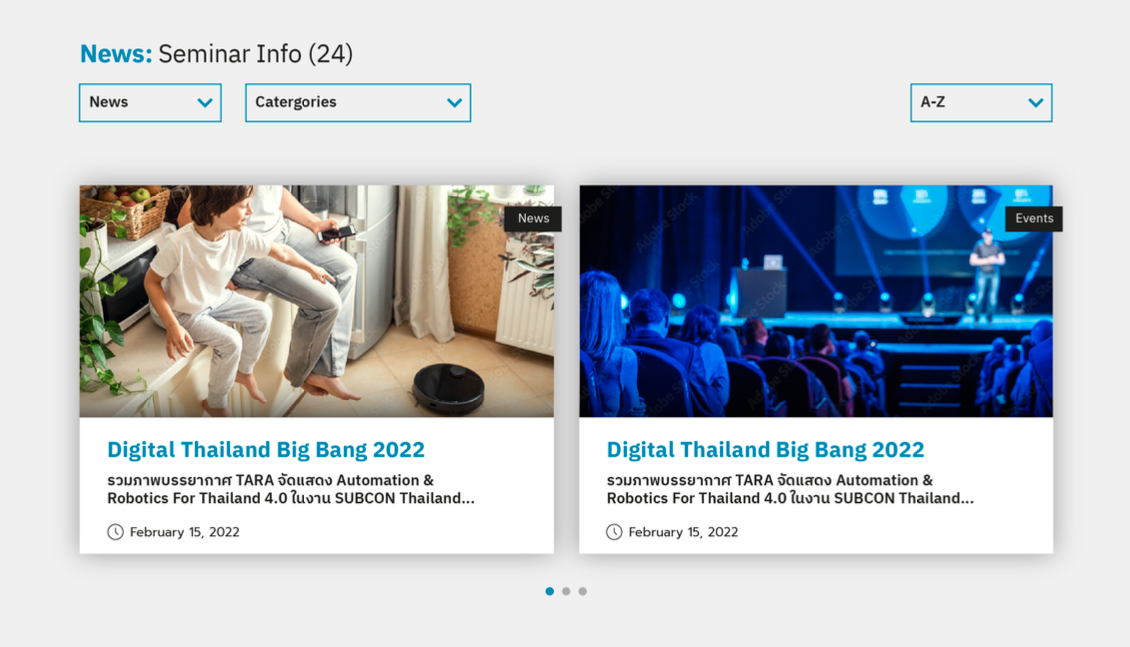 News: Seminar Info (24)
News
Catergories
A-Z
News
Events
Digital Thailand Big Bang 2022
รวมภาพบรรยากาศ TARA จัดแสดง Automation &
Robotics For Thailand 4.0 ในงาน SUBCON Thailand...
February 15, 2022
Digital Thailand Big Bang 2022
รวมภาพบรรยากาศ TARA จัดแสดง Automation &
Robotics For Thailand 4.0 ในงาน SUBCON Thailand...
February 15, 2022